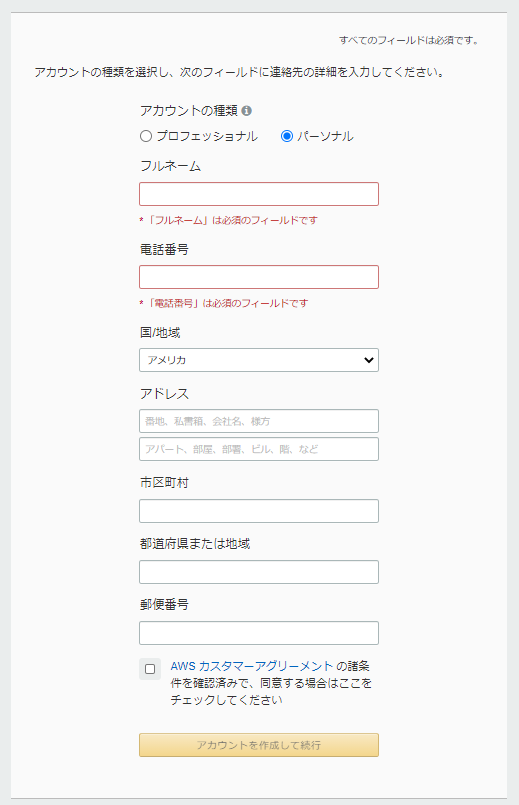 すべてのフィールドは必須です。
アカウントの種類を選択し、次のフィールドに連絡先の詳細を入力してください。
アカウントの種類
プロフェッショナル パーソナル
フルネーム
* 「フルネーム」は必須のフィールドです
電話番号
* 「電話番号」は必須のフィールドです
国/地域
アメリカ
アドレス
番地、私書箱、会社名、様方
アパート、部屋、部署、ビル、階、など
市区町村
都道府県または地域
郵便番号
AWS カスタマーアグリーメント の諸条
件を確認済みで、同意する場合はここを
チェックしてください
アカウントを作成して続行